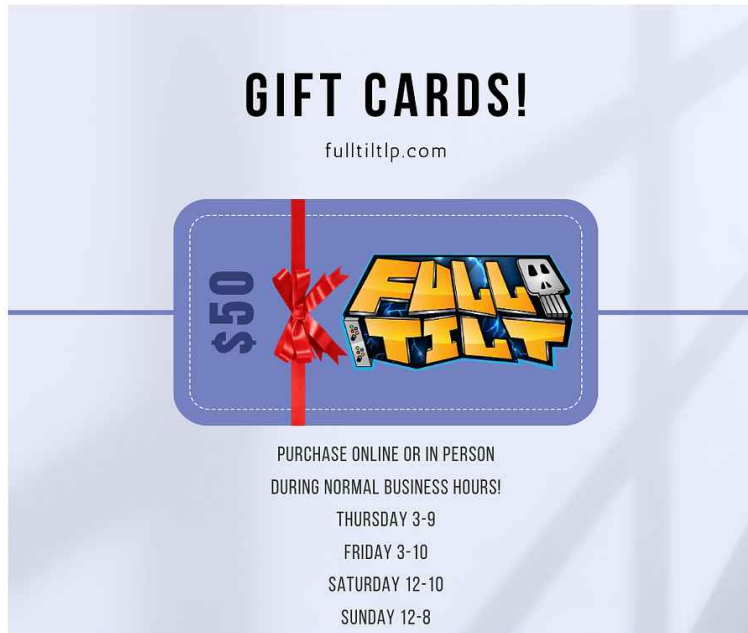 GIFT CARDS!
fulltiltlp.com
$50
FULL
TILT
PURCHASE ONLINE OR IN PERSON
DURING NORMAL BUSINESS HOURS!
THURSDAY 3-9
FRIDAY 3-10
SATURDAY 12-10
SUNDAY 12-8